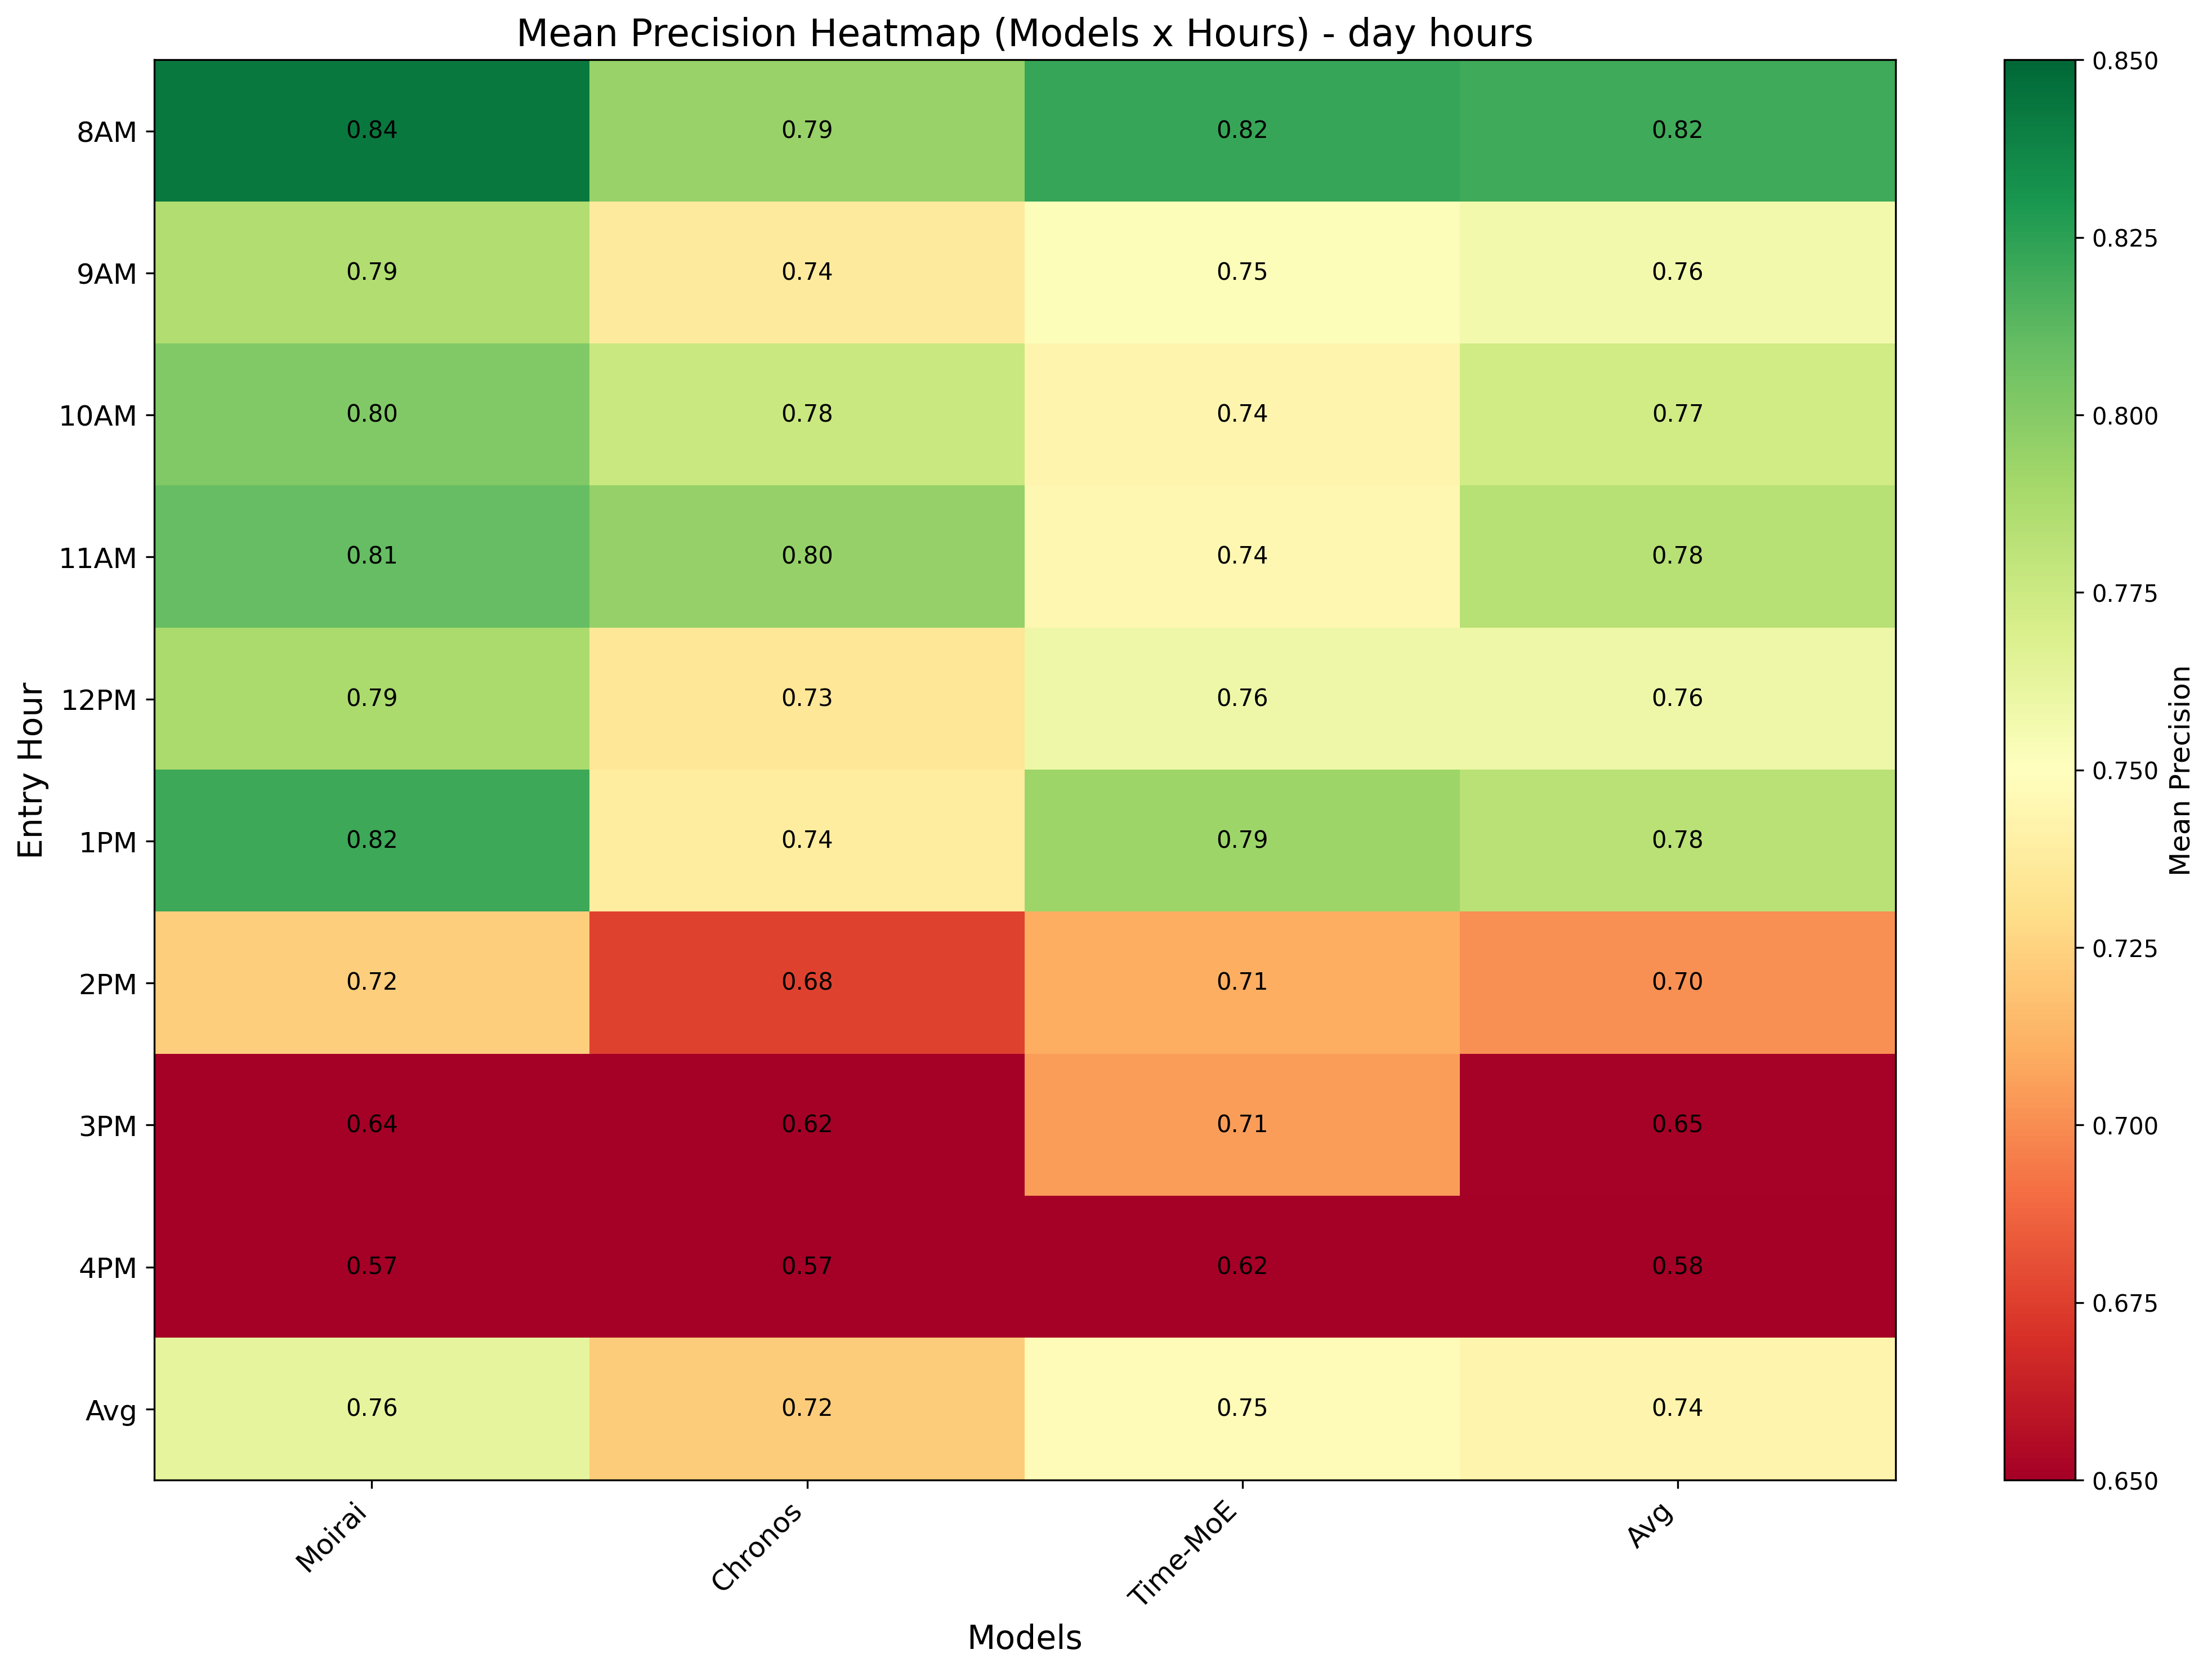 Mean Precision Heatmap (Models x Hours) - day hours
8AM 0.84 0.79 0.82 0.82
9AM 0.79 0.74 0.75 0.76
10AM 0.80 0.78 0.74 0.77
11AM 0.81 0.80 0.74 0.78
12PM 0.79 0.73 0.76 0.76
1PM 0.82 0.74 0.79 0.78
2PM 0.72 0.68 0.71 0.70
3PM 0.64 0.62 0.71 0.65
4PM 0.57 0.57 0.62 0.58
Avg 0.76 0.72 0.75 0.74
Entry Hour
Moirai Chronos Time-MoE Avg
Models
0.850
0.825
0.800
0.775
0.750
0.725
0.700
0.675
0.650
Mean Precision